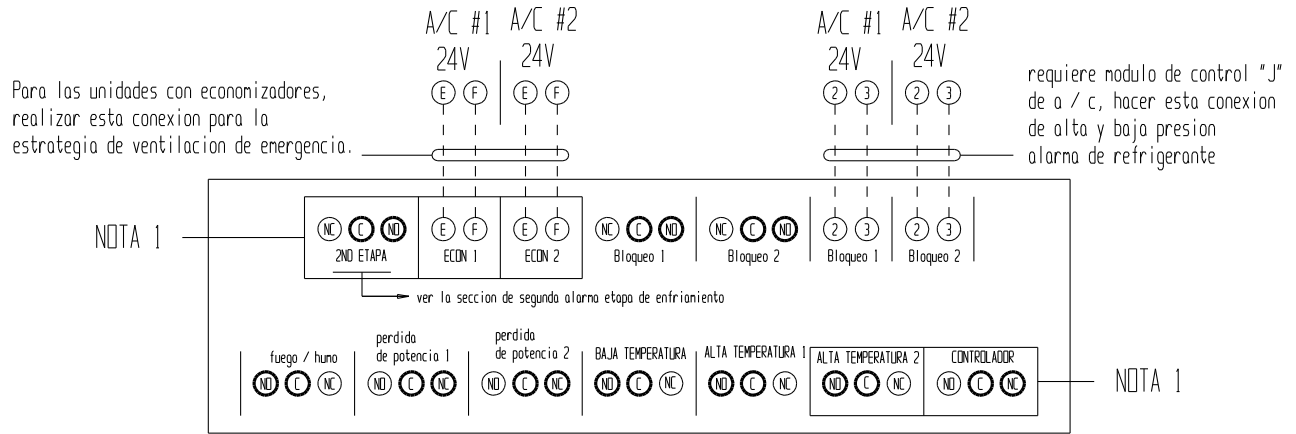 A/C #1 A/C #2
24V
A/C #1 A/C #2
24V
Para las unidades con economizadores,
realizar esta conexion para la
estrategia de ventilacion de emergencia.
E F E F
2 3 2 3
requiere modulo de control "J"
de a / c, hacer esta conexion
de alta y baja presion
alarma de refrigerante
NOTA 1
NC C NO E F E F NC C NO NC C NO 2 3 2 3
2ND ETAPA ECON 1 ECON 2 Bloqueo 1 Bloqueo 2 Bloqueo 1 Bloqueo 2
ver la seccion de segunda alarma etapa de enfriamiento
fuego / humo
perdida
de potencia 1
perdida
de potencia 2
BAJA TEMPERATURA
ALTA TEMPERATURA 1
ALTA TEMPERATURA 2
CONTROLADOR
NO C NC NO C NC NO C NC NO C NC NO C NC NO C NC NO C NC
NOTA 1